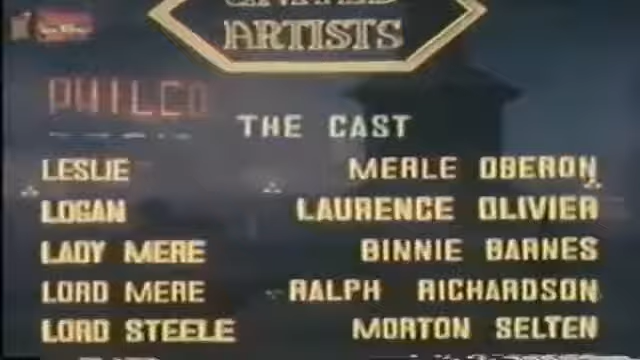 ARTISTS
PHILCO
THE CAST
LESLIE MERLE OBERON
LOGAN LAURENCE OLIVIER
LADY MERE BINNIE BARNES
LORD MERE RALPH RICHARDSON
LORD STEELE MORTON SELTEN